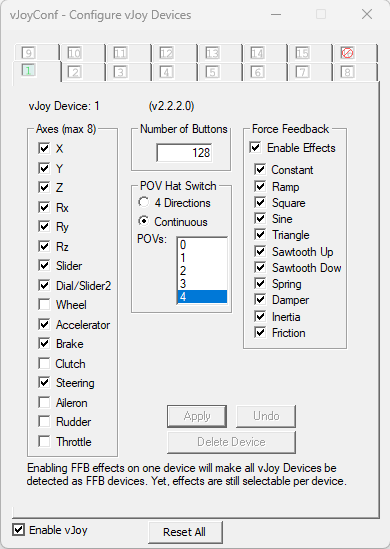 vJoyConf - Configure vJoy Devices
9 10 11 12 13 14 15
1 2 3 4 5 6 7 8
vJoy Device: 1 (v2.2.2.0)
Axes (max 8)
X
Y
Z
Rx
Ry
Rz
Slider
Dial/Slider2
Wheel
Accelerator
Brake
Clutch
Steering
Aileron
Rudder
Throttle
Number of Buttons
128
POV Hat Switch
4 Directions
Continuous
POVs:
0
1
2
3
4
Force Feedback
Enable Effects
Constant
Ramp
Square
Sine
Triangle
Sawtooth Up
Sawtooth Dow
Spring
Damper
Inertia
Friction
Apply
Undo
Delete Device
Enabling FFB effects on one device will make all vJoy Devices be
detected as FFB devices. Yet, effects are still selectable per device.
Enable vJoy
Reset All